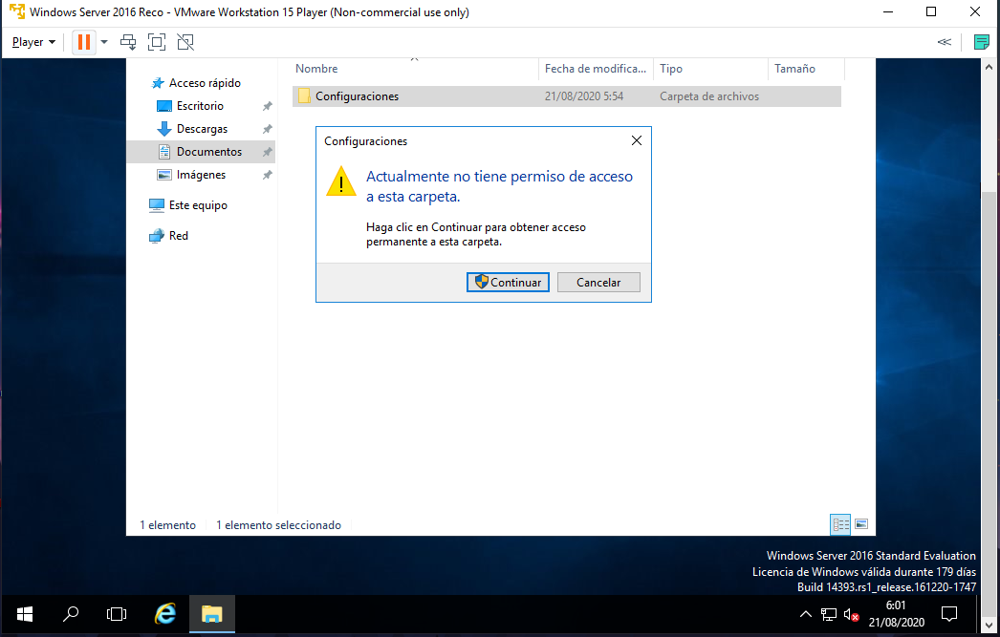 Windows Server 2016 Reco - VMware Workstation 15 Player (Non-commercial use only)
Player
Nombre Fecha de modifica... Tipo Tamaño
Acceso rápido
Escritorio
Descargas
Documentos
Imágenes
Este equipo
Red
Configuraciones 21/08/2020 5:54 Carpeta de archivos
Configuraciones
Actualmente no tiene permiso de acceso
a esta carpeta.
Haga clic en Continuar para obtener acceso
permanente a esta carpeta.
Continuar Cancelar
1 elemento 1 elemento seleccionado
Windows Server 2016 Standard Evaluation
Licencia de Windows válida durante 179 días
Build 14393.rs1_release.161220-1747
6:01
21/08/2020